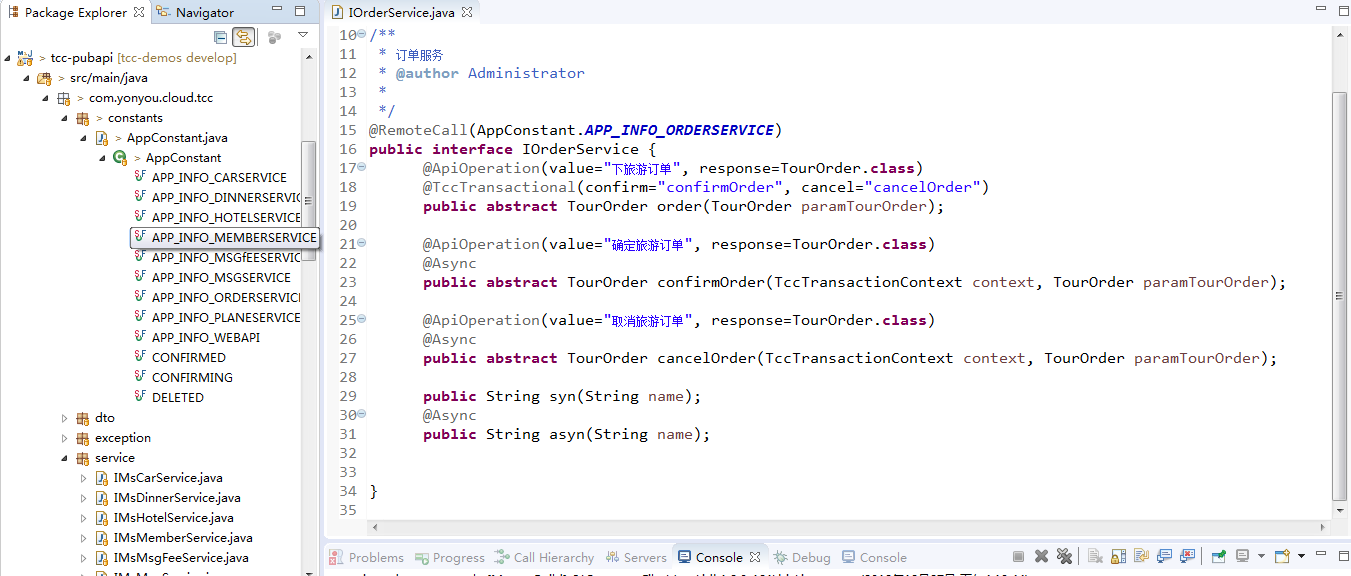 Package Explorer
Navigator
> tcc-pubapi [tcc-demos develop]
> src/main/java
> com.yonyou.cloud.tcc
> constants
> AppConstant.java
> AppConstant
APP_INFO_CARSERVICE
APP_INFO_DINNERSERVIC
APP_INFO_HOTELSERVICE
APP_INFO_MEMBERSERVICE
APP_INFO_MSGfEESERVIC
APP_INFO_MSGSERVICE
APP_INFO_ORDERSERVICE
APP_INFO_PLANESERVICE
APP_INFO_WEBAPI
CONFIRMED
CONFIRMING
DELETED
dto
exception
service
IMsCarService.java
IMsDinnerService.java
IMsHotelService.java
IMsMemberService.java
IMsMsgFeeService.java
IOrderService.java
10 /**
11 * 订单服务
12 * @author Administrator
13 *
14 */
15 @RemoteCall(AppConstant.APP_INFO_ORDERSERVICE)
16 public interface IOrderService {
17 @ApiOperation(value="下旅游订单", response=TourOrder.class)
18 @TccTransactional(confirm="confirmOrder", cancel="cancelOrder")
19 public abstract TourOrder order(TourOrder paramTourOrder);
20
21 @ApiOperation(value="确定旅游订单", response=TourOrder.class)
22 @Async
23 public abstract TourOrder confirmOrder(TccTransactionContext context, TourOrder paramTourOrder);
24
25 @ApiOperation(value="取消旅游订单", response=TourOrder.class)
26 @Async
27 public abstract TourOrder cancelOrder(TccTransactionContext context, TourOrder paramTourOrder);
28
29 public String syn(String name);
30 @Async
31 public String asyn(String name);
32
33
34 }
35
Problems
Progress
Call Hierarchy
Servers
Console
Debug
Console